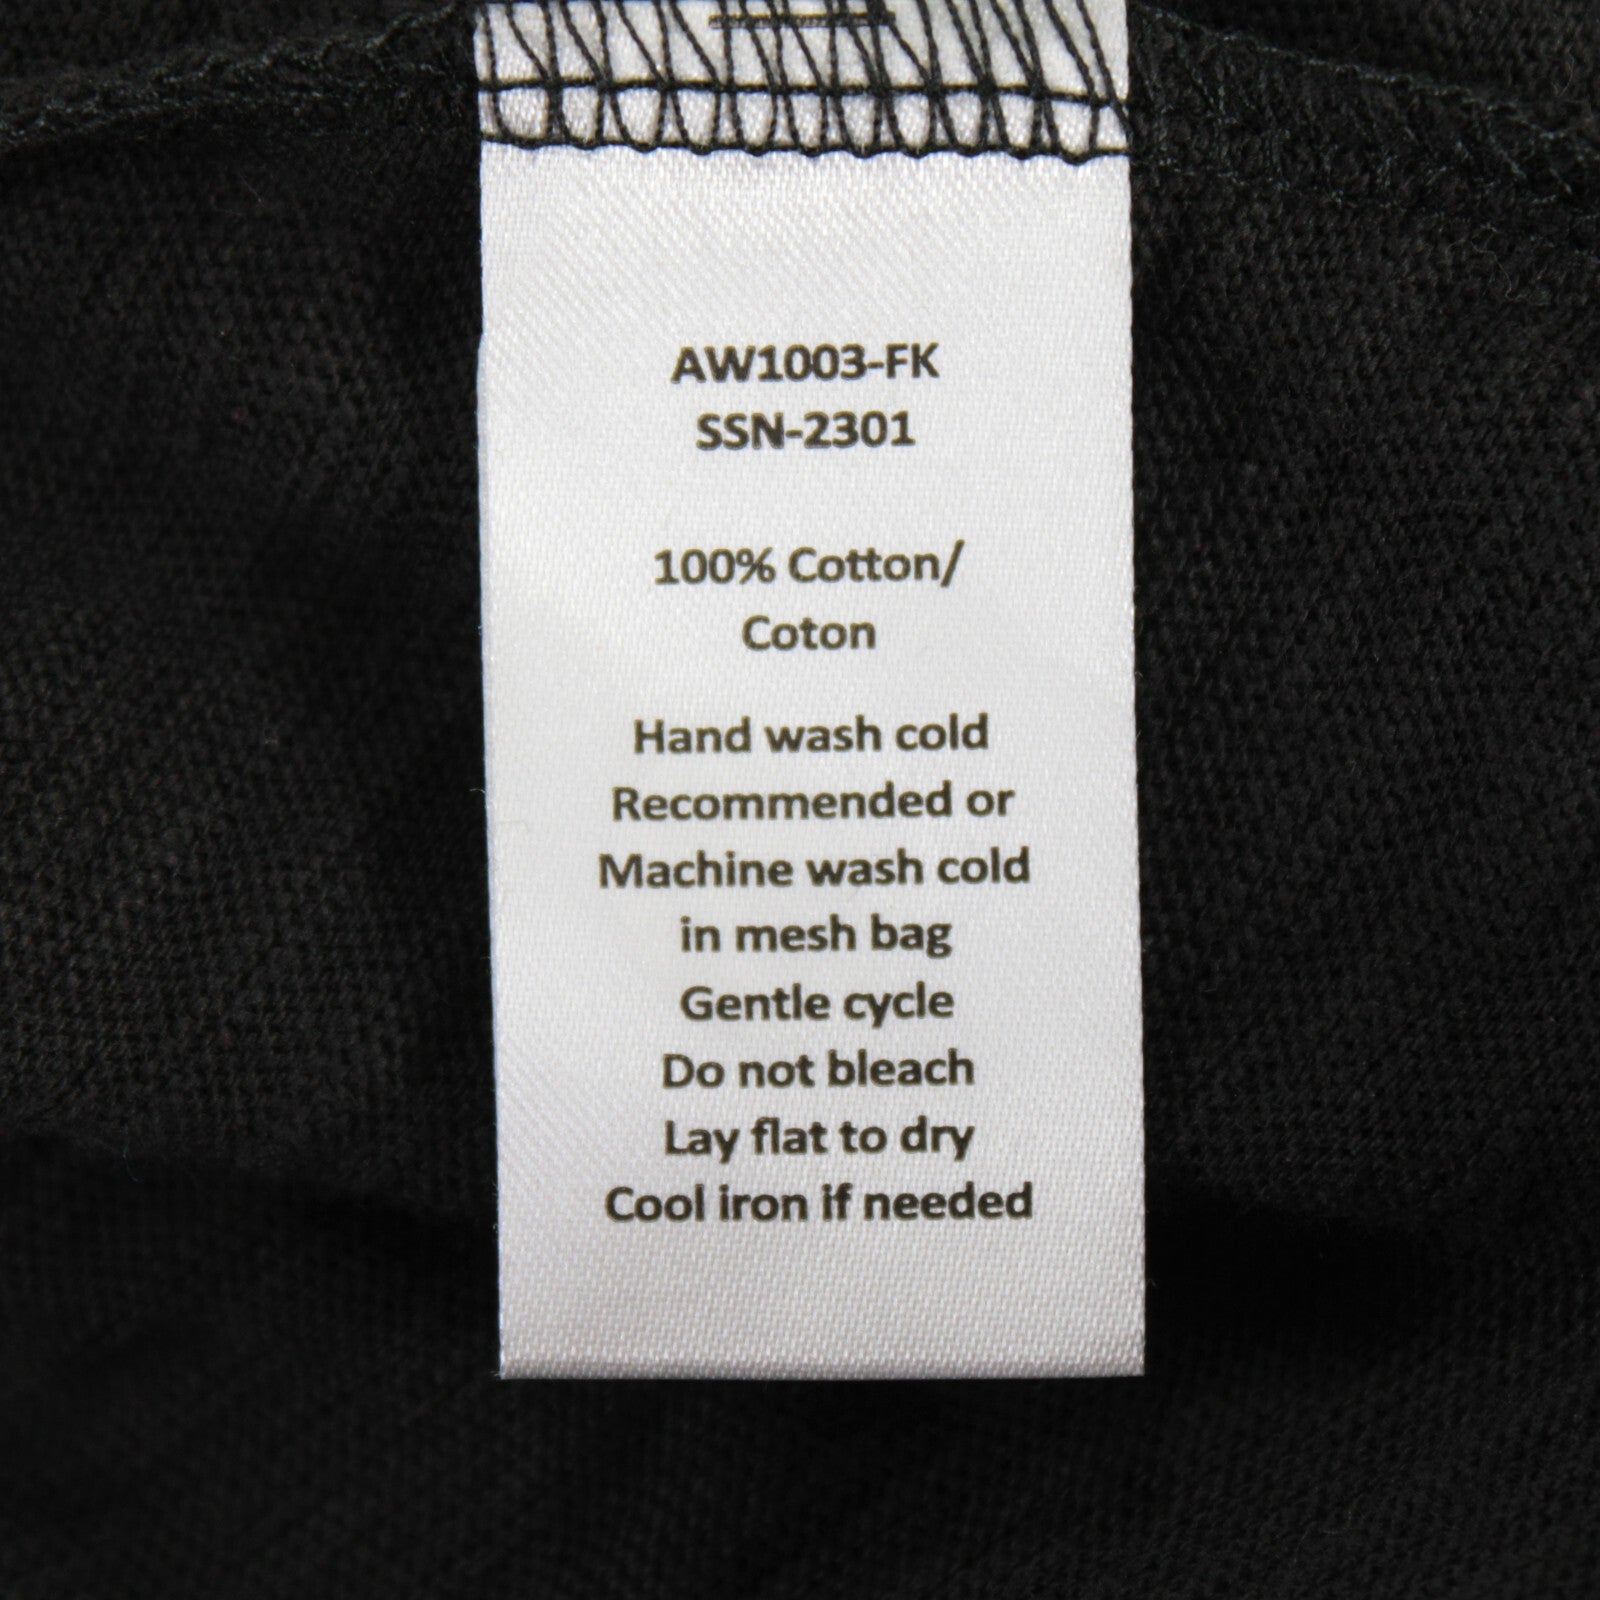 AW1003-FK
SSN-2301
100% Cotton/
Coton
Hand wash cold
Recommended or
Machine wash cold
in mesh bag
Gentle cycle
Do not bleach
Lay flat to dry
Cool iron if needed